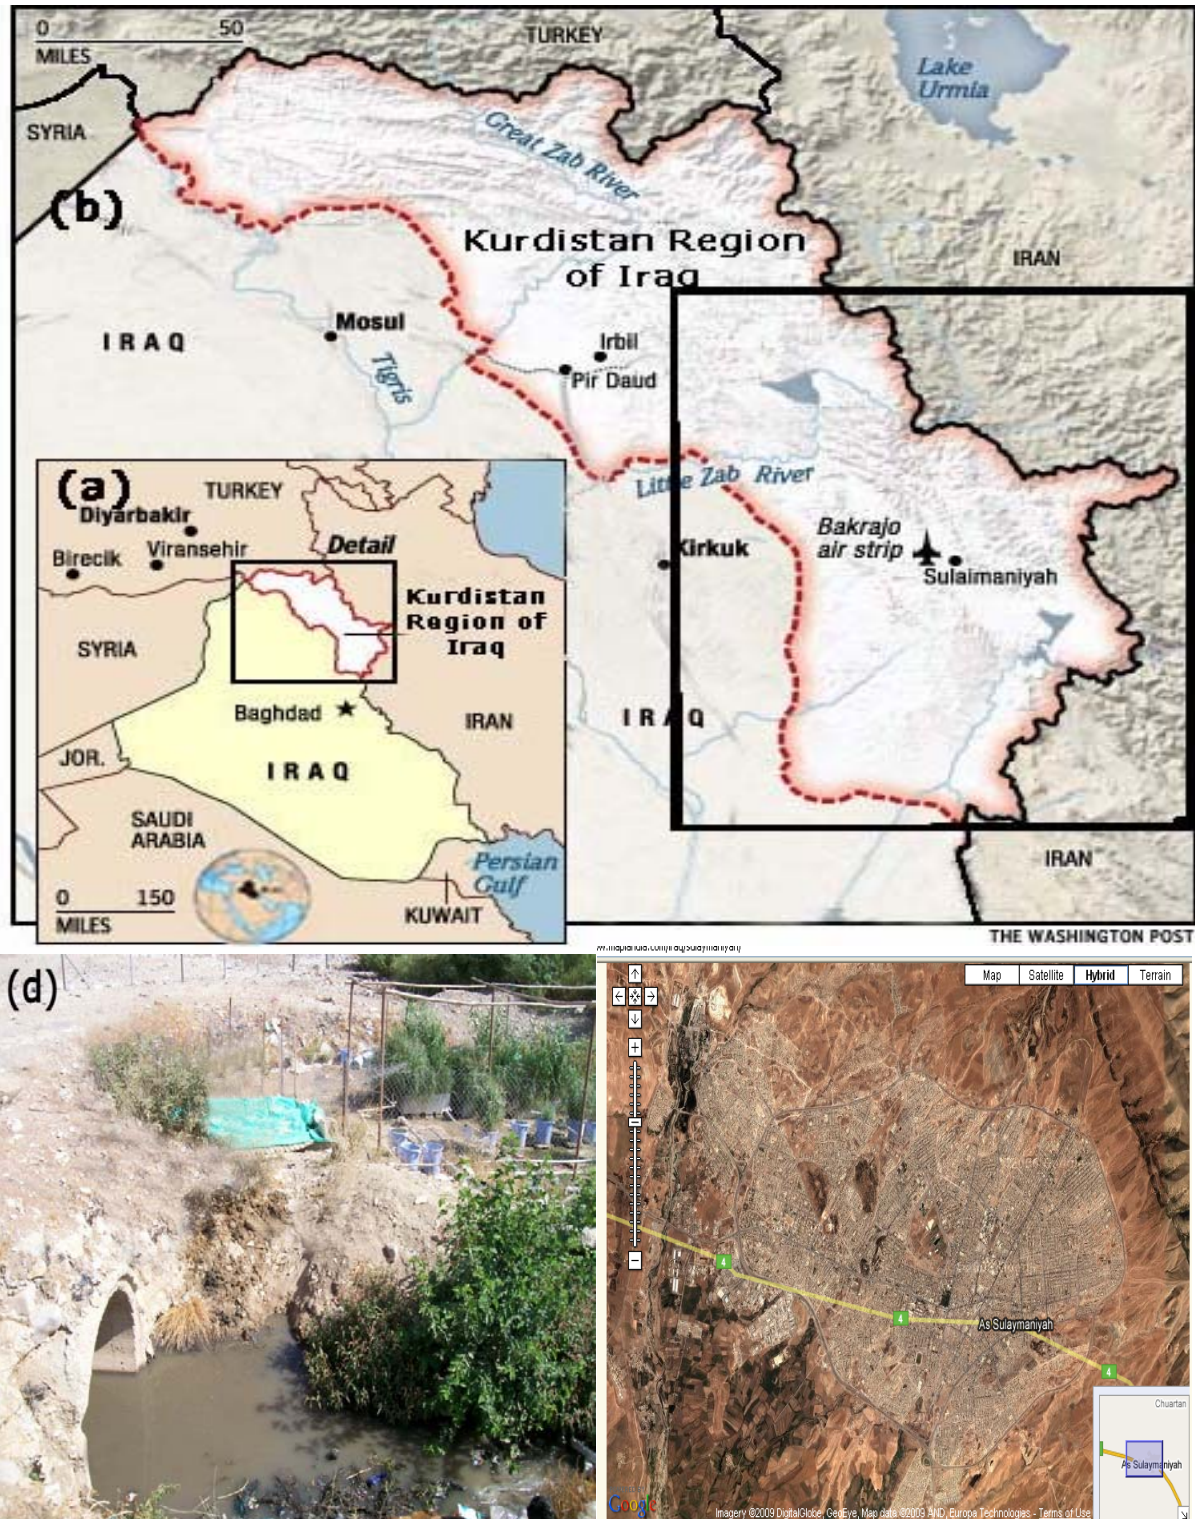 0 50
MILES
TURKEY
Lake
Urmia
SYRIA
Great Zab River
(b)
Kurdistan Region
of Iraq
IRAN
Mosul
IRAQ
Tigris
Irbil
Pir Daud
Little Zab River
Kirkuk
Bakrajo
air strip
Sulaimaniyah
IRAQ
IRAN
THE WASHINGTON POST
(a)
TURKEY
Diyarbakir
Birecik
Viransehir
Detail
Kurdistan
Region of
Iraq
SYRIA
Baghdad
IRAN
JOR.
IRAQ
SAUDI
ARABIA
Persian
Gulf
0 150
MILES
KUWAIT
(d)
Map Satellite Hybrid Terrain
4
4
As Sulaymaniyah
4
Chuartan
As Sulaymaniyah
Google
Imagery ©2009 DigitalGlobe, GeoEye, Map data ©2009 AND, Europa Technologies - Terms of Use